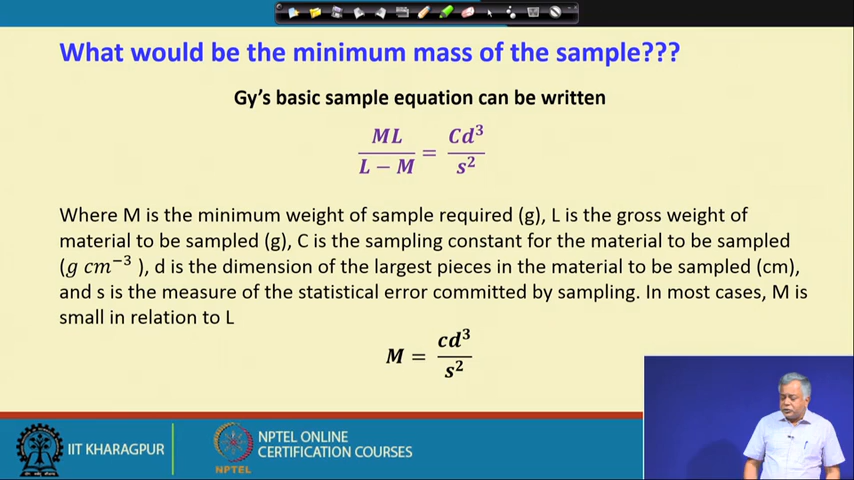 What would be the minimum mass of the sample???
Gy's basic sample equation can be written
ML / (L − M) = Cd³ / s²
Where M is the minimum weight of sample required (g), L is the gross weight of
material to be sampled (g), C is the sampling constant for the material to be sampled
(g cm⁻³ ), d is the dimension of the largest pieces in the material to be sampled (cm),
and s is the measure of the statistical error committed by sampling. In most cases, M is
small in relation to L
M = cd³ / s²
IIT KHARAGPUR
NPTEL
NPTEL ONLINE
CERTIFICATION COURSES